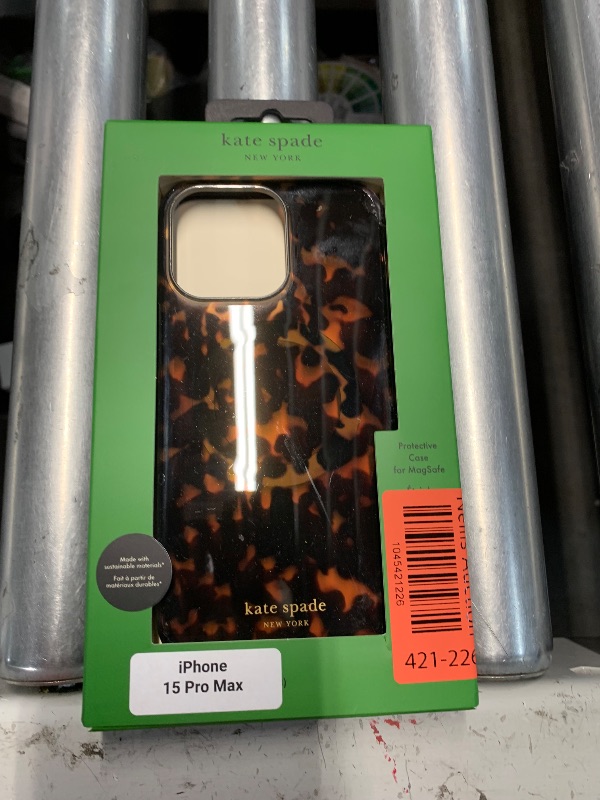 kate spade
NEW YORK
Protective
Case
for MagSafe
Made with
sustainable materials*
Fait à partir de
matériaux durables*
1045421226
421-226
kate spade
NEW YORK
iPhone
15 Pro Max